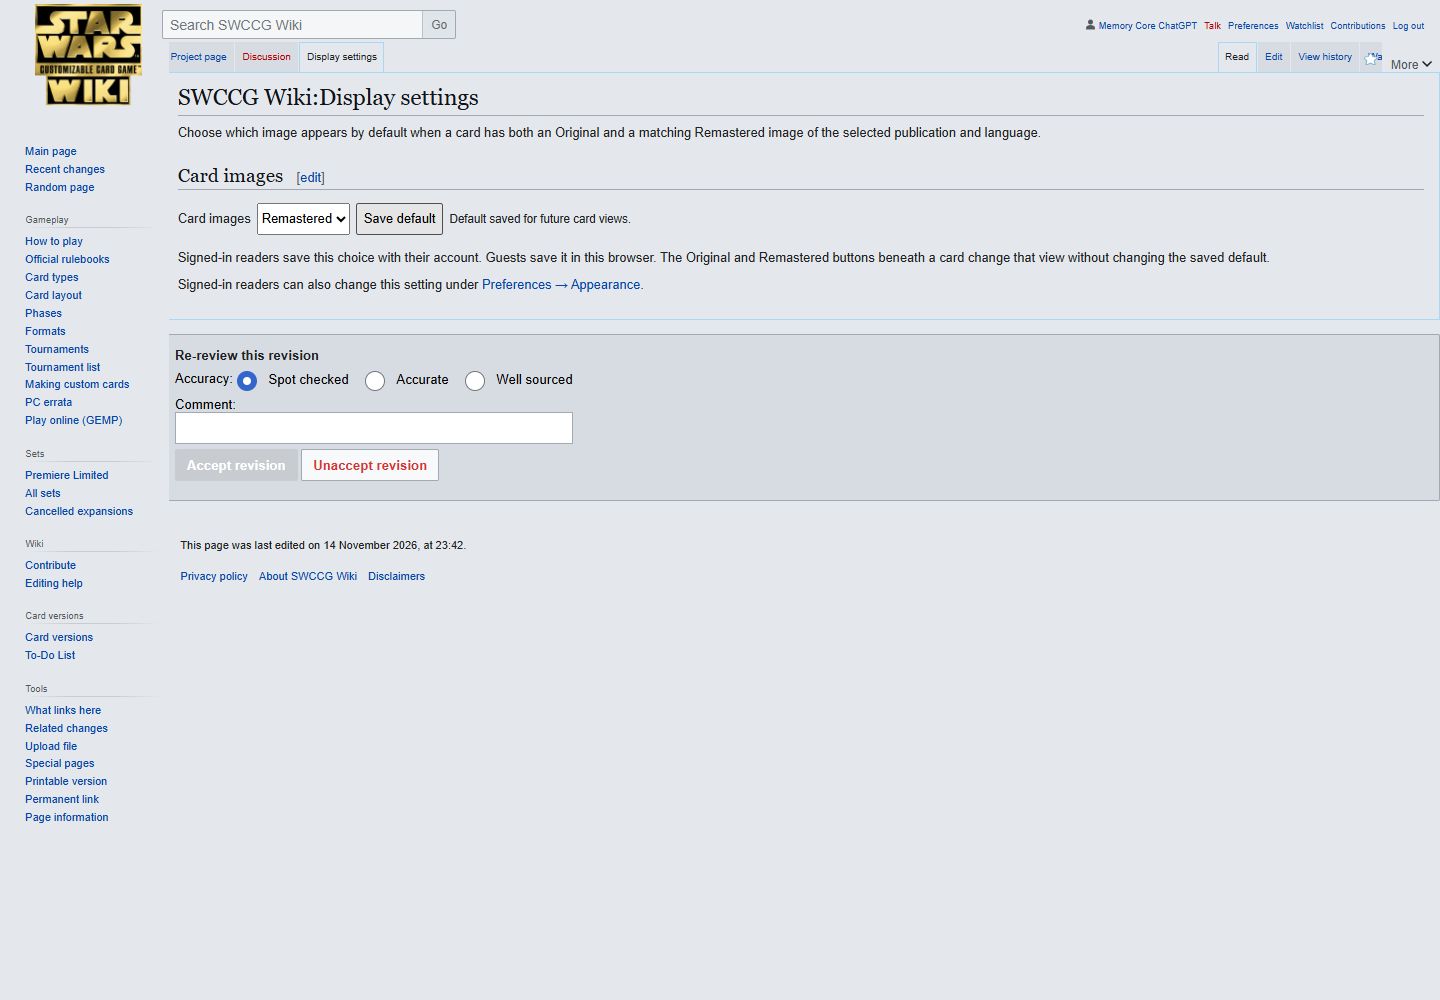 STAR WARS
CUSTOMIZABLE CARD GAME
WIKI
Search SWCCG Wiki
Go
Memory Core ChatGPT Talk Preferences Watchlist Contributions Log out
Project page Discussion Display settings
Read Edit View history
More
SWCCG Wiki:Display settings
Choose which image appears by default when a card has both an Original and a matching Remastered image of the selected publication and language.
Card images [edit]
Card images Remastered Save default Default saved for future card views.
Signed-in readers save this choice with their account. Guests save it in this browser. The Original and Remastered buttons beneath a card change that view without changing the saved default.
Signed-in readers can also change this setting under Preferences → Appearance.
Re-review this revision
Accuracy: Spot checked Accurate Well sourced
Comment:
Accept revision Unaccept revision
This page was last edited on 14 November 2026, at 23:42.
Privacy policy About SWCCG Wiki Disclaimers
Main page
Recent changes
Random page
Gameplay
How to play
Official rulebooks
Card types
Card layout
Phases
Formats
Tournaments
Tournament list
Making custom cards
PC errata
Play online (GEMP)
Sets
Premiere Limited
All sets
Cancelled expansions
Wiki
Contribute
Editing help
Card versions
Card versions
To-Do List
Tools
What links here
Related changes
Upload file
Special pages
Printable version
Permanent link
Page information